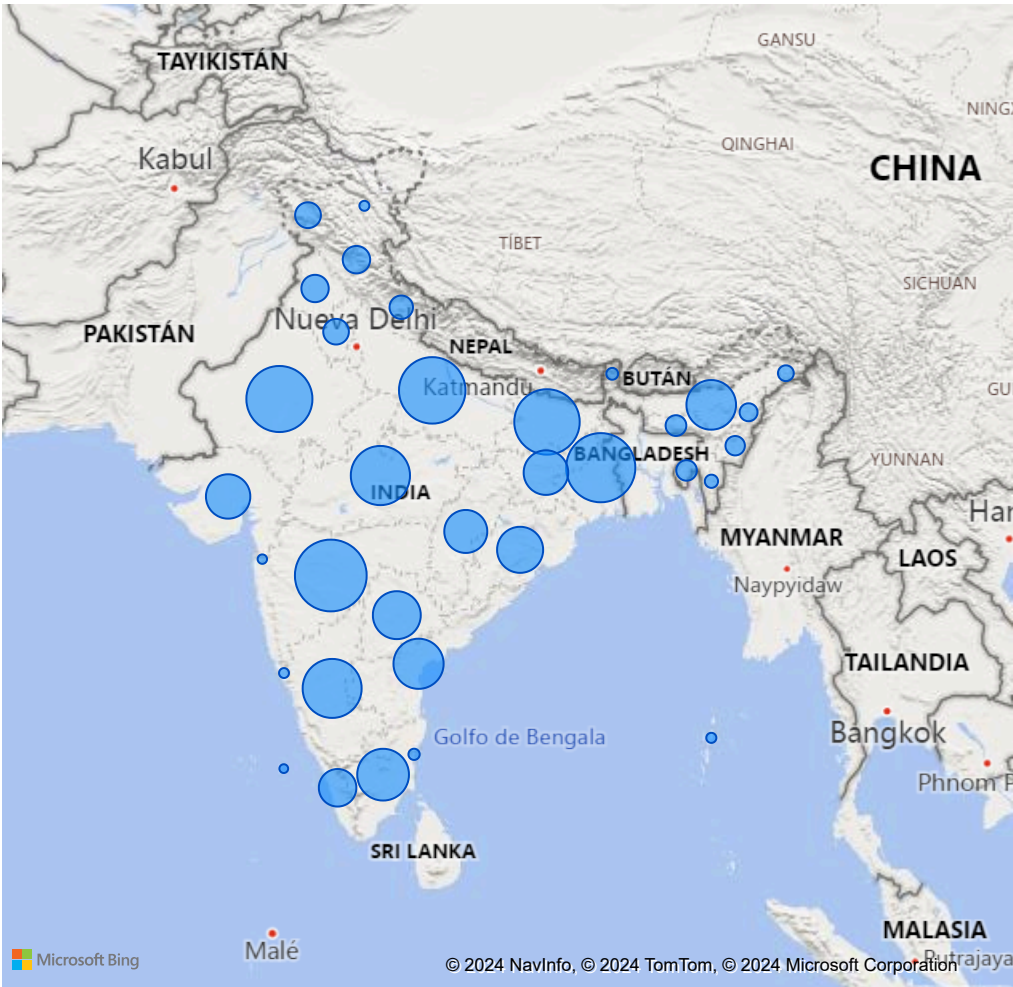 GANSU
TAYIKISTÁN
NINGX
QINGHAI
Kabul
CHINA
TÍBET
SICHUAN
Nueva Delhi
PAKISTÁN
NEPAL
BUTÁN
Katmandu
GU
BANGLADESH
YUNNAN
INDIA
Han
MYANMAR
LAOS
Naypyidaw
TAILANDIA
Bangkok
Golfo de Bengala
Phnom P
SRI LANKA
MALASIA
Malé
Microsoft Bing
Putrajaya
© 2024 NavInfo, © 2024 TomTom, © 2024 Microsoft Corporation